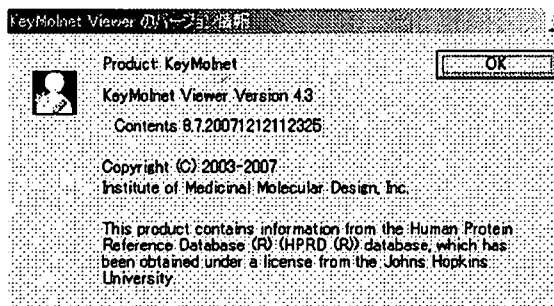 KeyMolnet Viewer のバージョン情報
Product: KeyMolnet
OK
KeyMolnet Viewer Version 4.3
Contents 8.7.20071212112325
Copyright (C) 2003-2007
Institute of Medicinal Molecular Design, Inc.
This product contains information from the Human Protein
Reference Database (R) (HPRD (R)) database, which has
been obtained under a license from the Johns Hopkins
University.